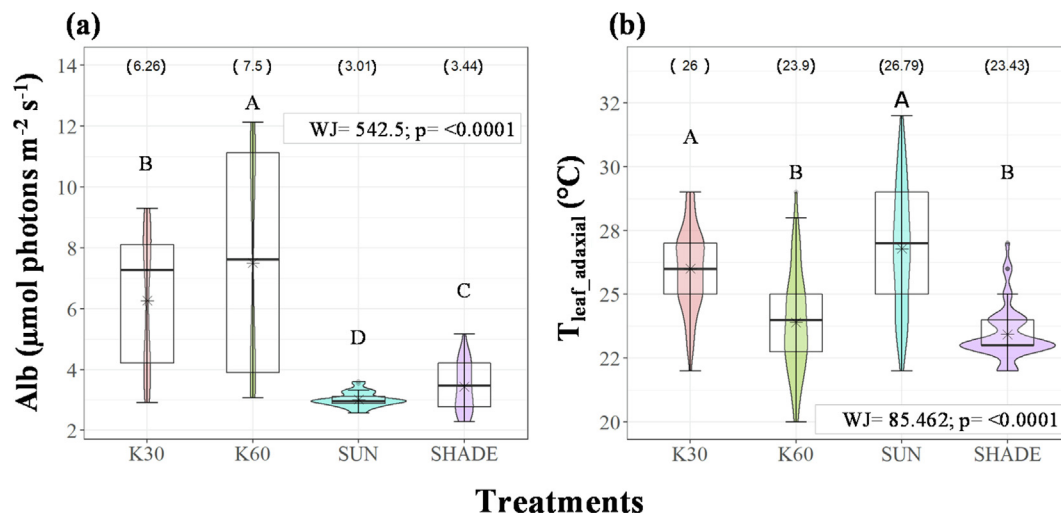 (a)
Alb (µmol photons m⁻² s⁻¹)
14
12
10
8
6
4
2
(6.26) (7.5) (3.01) (3.44)
A
WJ= 542.5; p= <0.0001
B
C
D
K30 K60 SUN SHADE
(b)
T leaf_adaxial (°C)
32
30
28
25
22
20
( 26 ) (23.9) (26.79) (23.43)
A
A
B
B
WJ= 85.462; p= <0.0001
K30 K60 SUN SHADE
Treatments